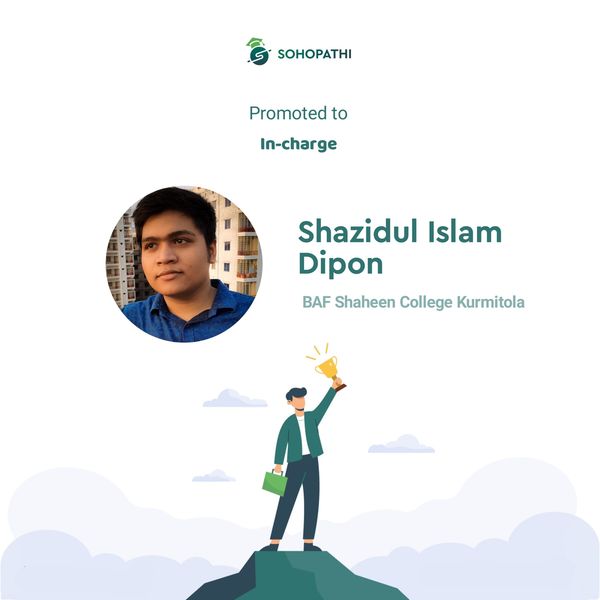 SOHOPATHI
Promoted to
In-charge
Shazidul Islam
Dipon
BAF Shaheen College Kurmitola